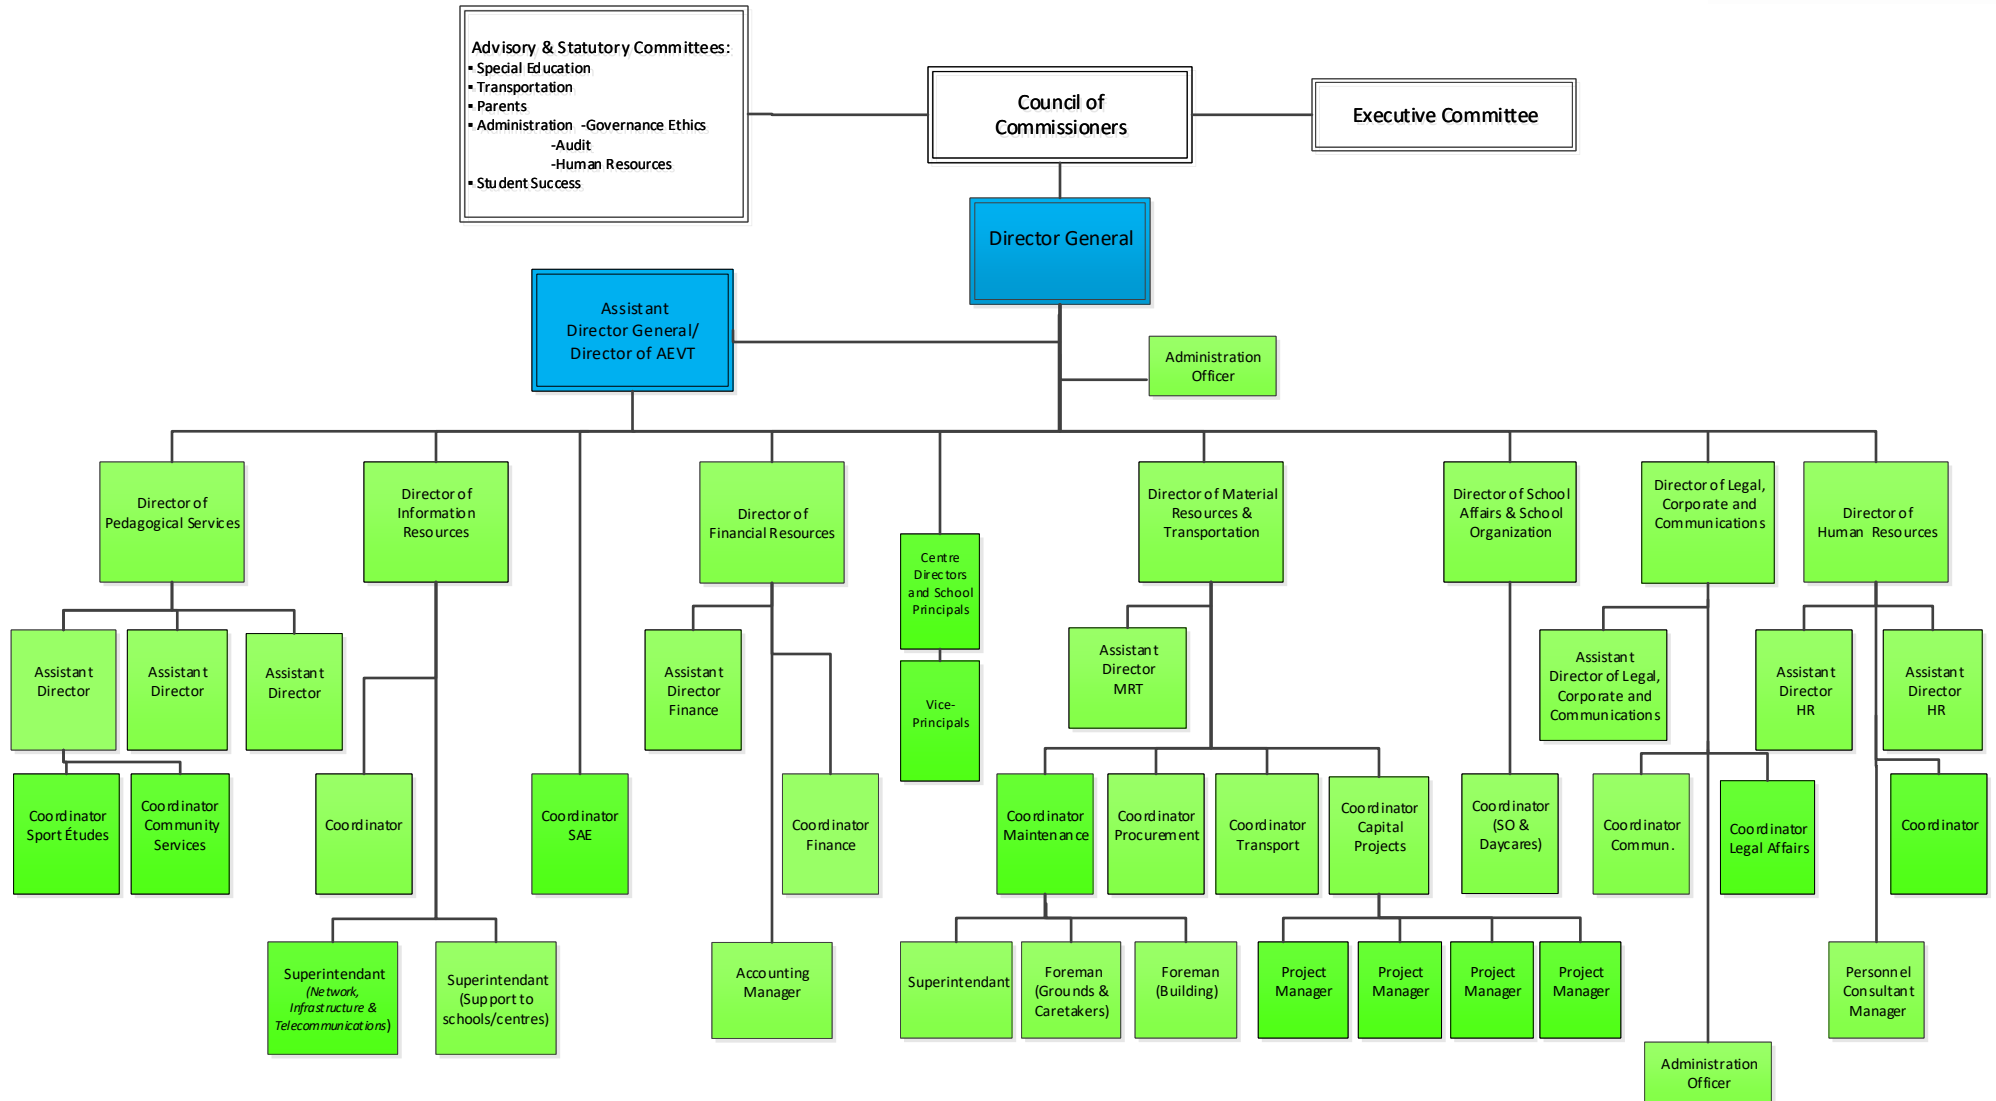 Advisory & Statutory Committees:
▪ Special Education
▪ Transportation
▪ Parents
▪ Administration -Governance Ethics
-Audit
-Human Resources
▪ Student Success
Council of
Commissioners
Executive Committee
Director General
Assistant
Director General/
Director of AEVT
Administration
Officer
Director of
Pedagogical Services
Director of
Information
Resources
Director of
Financial Resources
Centre
Directors
and School
Principals
Director of Material
Resources &
Transportation
Director of School
Affairs & School
Organization
Director of Legal,
Corporate and
Communications
Director of
Human Resources
Assistant
Director
Assistant
Director
Assistant
Director
Assistant
Director
Finance
Vice-
Principals
Assistant
Director
MRT
Assistant
Director of Legal,
Corporate and
Communications
Assistant
Director
HR
Assistant
Director
HR
Coordinator
Sport Études
Coordinator
Community
Services
Coordinator
Coordinator
SAE
Coordinator
Finance
Coordinator
Maintenance
Coordinator
Procurement
Coordinator
Transport
Coordinator
Capital
Projects
Coordinator
(SO &
Daycares)
Coordinator
Commun.
Coordinator
Legal Affairs
Coordinator
Superintendant
(Network,
Infrastructure &
Telecommunications)
Superintendant
(Support to
schools/centres)
Accounting
Manager
Superintendant
Foreman
(Grounds &
Caretakers)
Foreman
(Building)
Project
Manager
Project
Manager
Project
Manager
Project
Manager
Personnel
Consultant
Manager
Administration
Officer